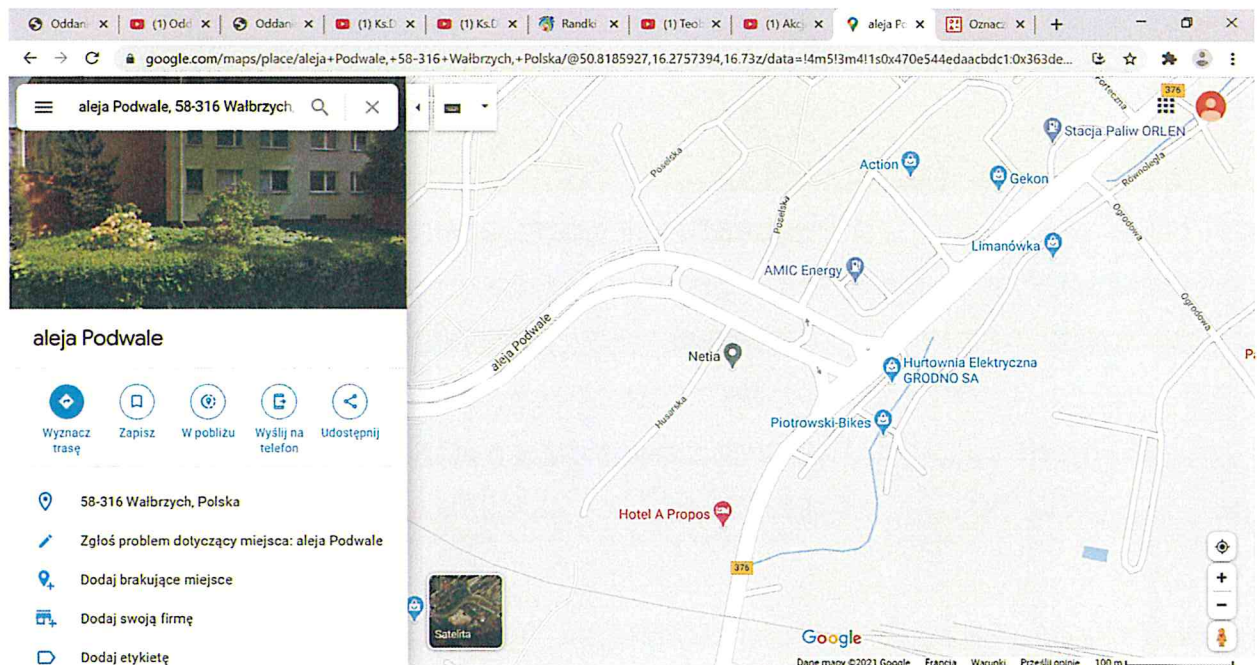 Oddan
(1) Odd
Oddan
(1) Ks.D
(1) Ks.D
Randk
(1) Teol
(1) Akc
aleja Po
Oznac
google.com/maps/place/aleja+Podwale,+58-316+Wałbrzych,+Polska/@50.8185927,16.2757394,16.73z/data=!4m5!3m4!1s0x470e544edaacbdc1:0x363de...
aleja Podwale, 58-316 Wałbrzych
aleja Podwale
Wyznacz
trasę
Zapisz
W pobliżu
Wyślij na
telefon
Udostępnij
58-316 Wałbrzych, Polska
Zgłoś problem dotyczący miejsca: aleja Podwale
Dodaj brakujące miejsce
Dodaj swoją firmę
Dodaj etykietę
Satelita
376
Forteczna
Stacja Paliw ORLEN
Równoległa
Action
Gekon
Poselska
Poselska
Ogrodowa
Limanówka
AMIC Energy
Ogrodowa
aleja Podwale
Netia
Hurtownia Elektryczna
GRODNO SA
Husarska
Piotrowski-Bikes
Hotel A Propos
376
Google
Dane mapy ©2021 Google
Francja
Warunki
Prześlij opinię
100 m